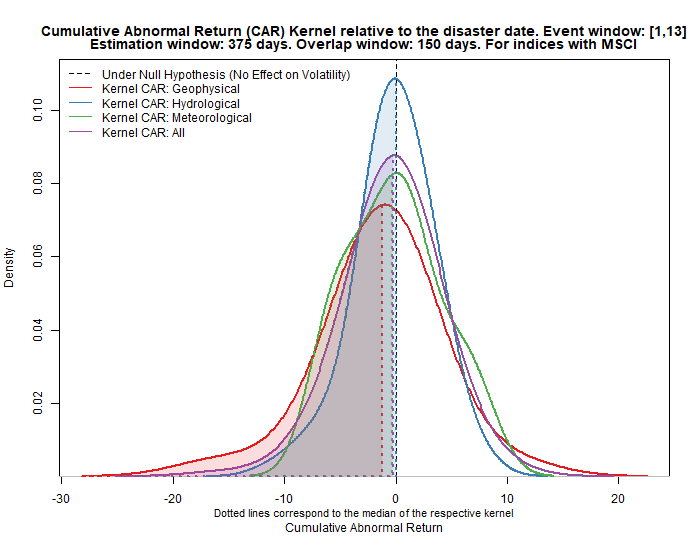 Cumulative Abnormal Return (CAR) Kernel relative to the disaster date. Event window: [1,13]
Estimation window: 375 days. Overlap window: 150 days. For indices with MSCI
Under Null Hypothesis (No Effect on Volatility)
Kernel CAR: Geophysical
Kernel CAR: Hydrological
Kernel CAR: Meteorological
Kernel CAR: All
Density
0.10
0.08
0.06
0.04
0.02
-30 -20 -10 0 10 20
Dotted lines correspond to the median of the respective kernel
Cumulative Abnormal Return